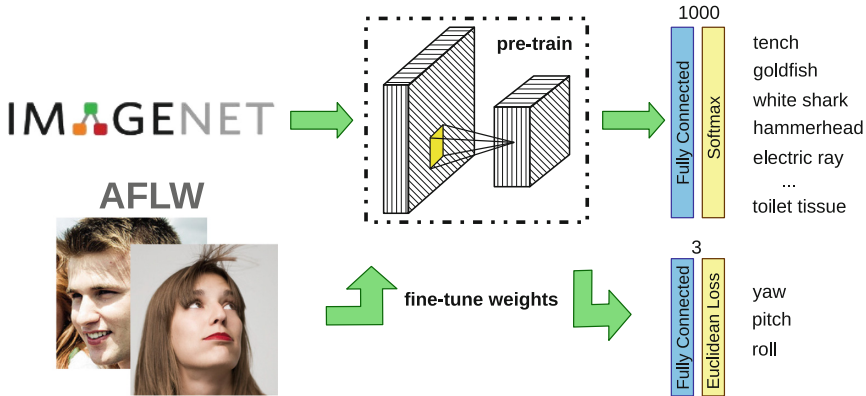 1000
pre-train
IMAGENET
Fully Connected
Softmax
tench
goldfish
white shark
hammerhead
electric ray
...
toilet tissue
AFLW
fine-tune weights
3
Fully Connected
Euclidean Loss
yaw
pitch
roll